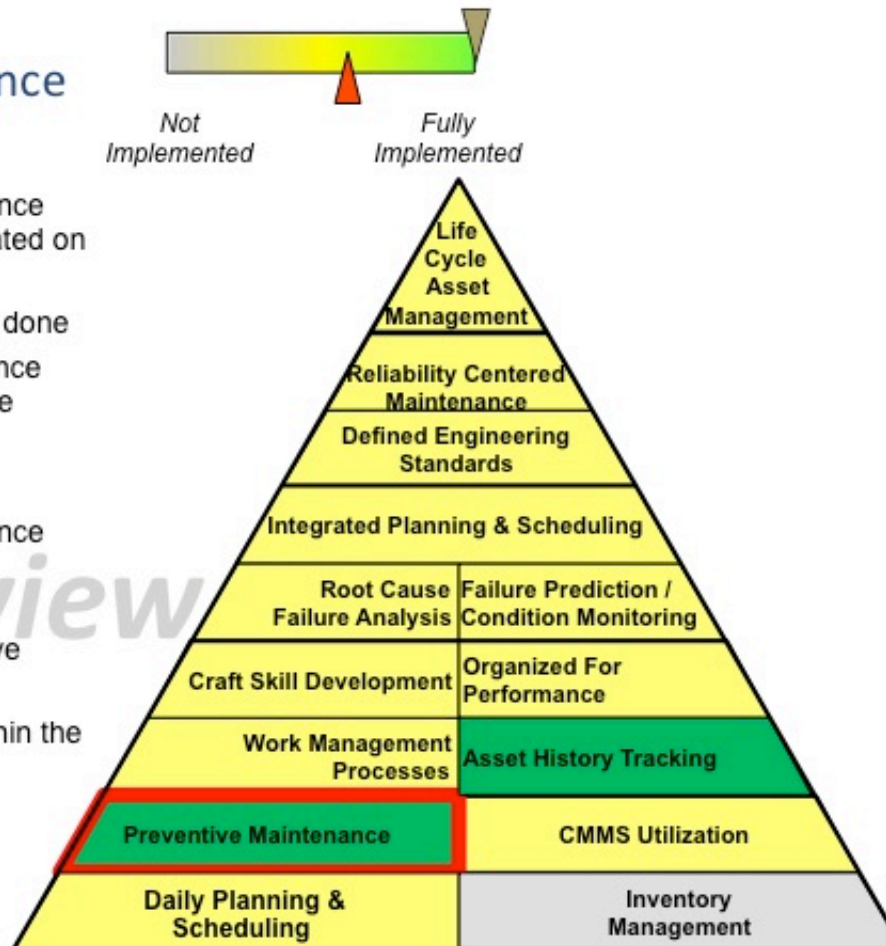 nce
Not
Implemented
Fully
Implemented
nce
ated on
done
nce
e
nce
view
ve
hin the
Life
Cycle
Asset
Management
Reliability Centered
Maintenance
Defined Engineering
Standards
Integrated Planning & Scheduling
Root Cause
Failure Analysis
Failure Prediction /
Condition Monitoring
Craft Skill Development
Organized For
Performance
Work Management
Processes
Asset History Tracking
Preventive Maintenance
CMMS Utilization
Daily Planning &
Scheduling
Inventory
Management